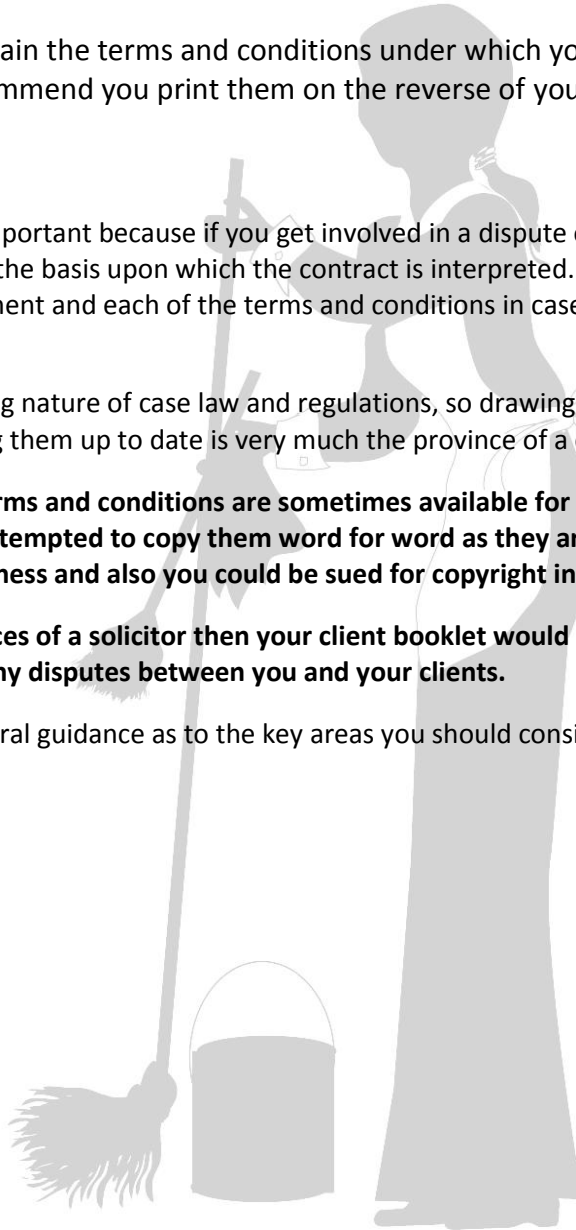 ain the terms and conditions under which yo
mmend you print them on the reverse of you
portant because if you get involved in a dispute
the basis upon which the contract is interpreted.
ment and each of the terms and conditions in case
g nature of case law and regulations, so drawing
g them up to date is very much the province of a
rms and conditions are sometimes available for
tempted to copy them word for word as they ar
ness and also you could be sued for copyright in
ces of a solicitor then your client booklet would
ny disputes between you and your clients.
ral guidance as to the key areas you should consi